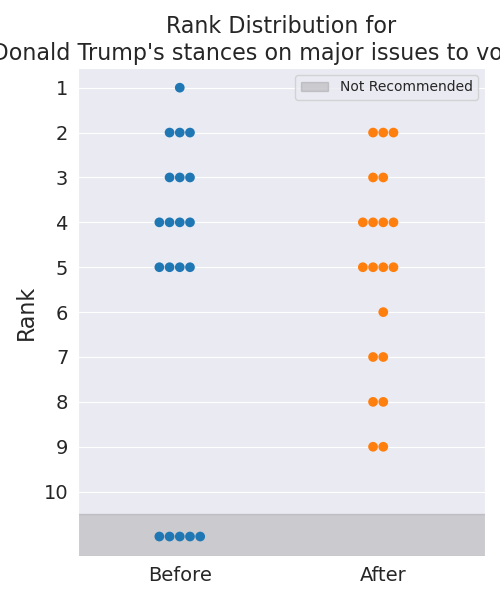 Rank Distribution for
Donald Trump's stances on major issues to vo
Not Recommended
1
2
3
4
5
6
7
8
9
10
Rank
Before
After